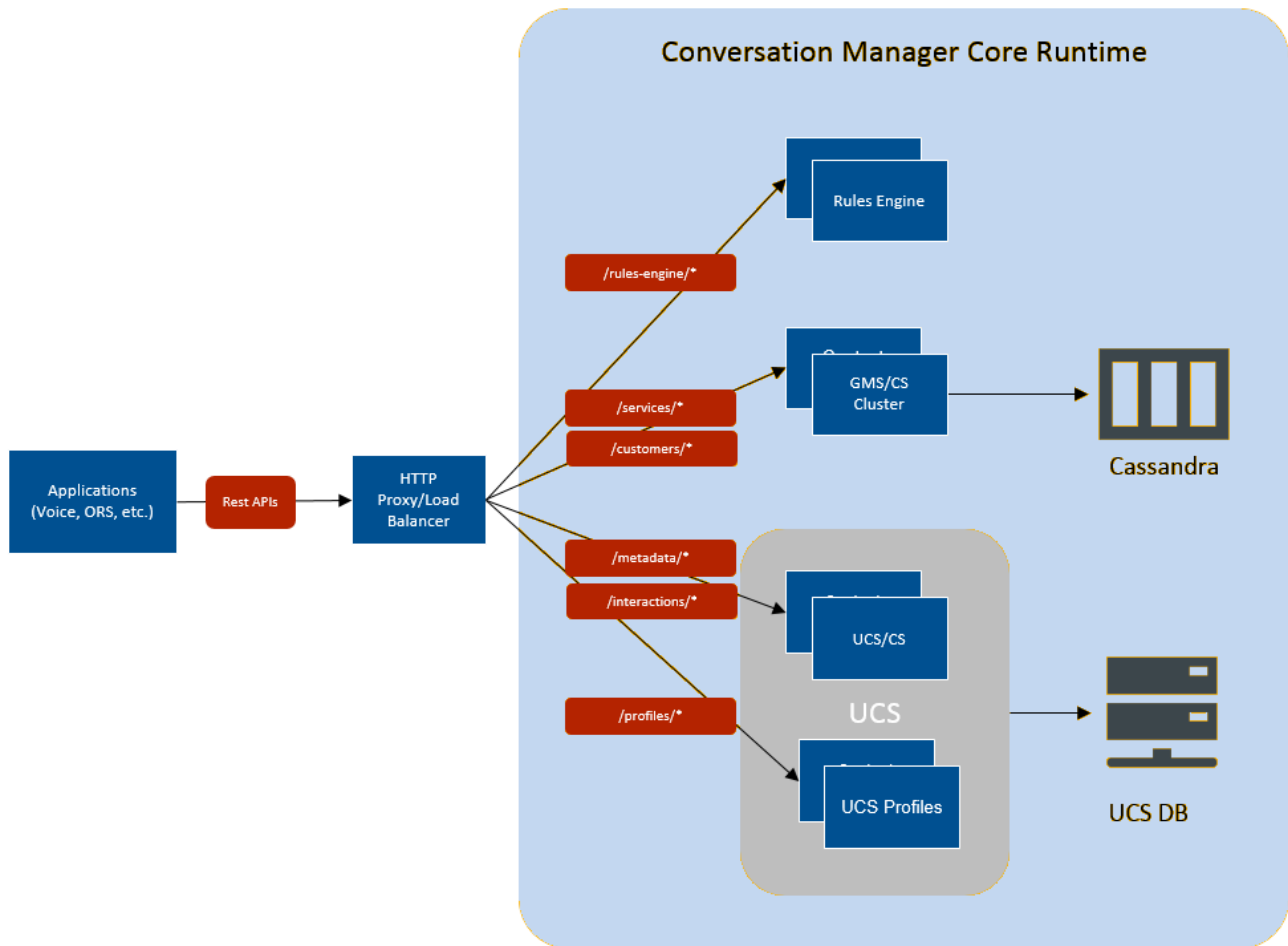 Conversation Manager Core Runtime
Rules Engine
/rules-engine/*
GMS/CS
Cluster
/services/*
/customers/*
Cassandra
Applications
(Voice, ORS, etc.)
Rest APIs
HTTP
Proxy/Load
Balancer
/metadata/*
/interactions/*
UCS/CS
/profiles/*
UCS
UCS Profiles
UCS DB